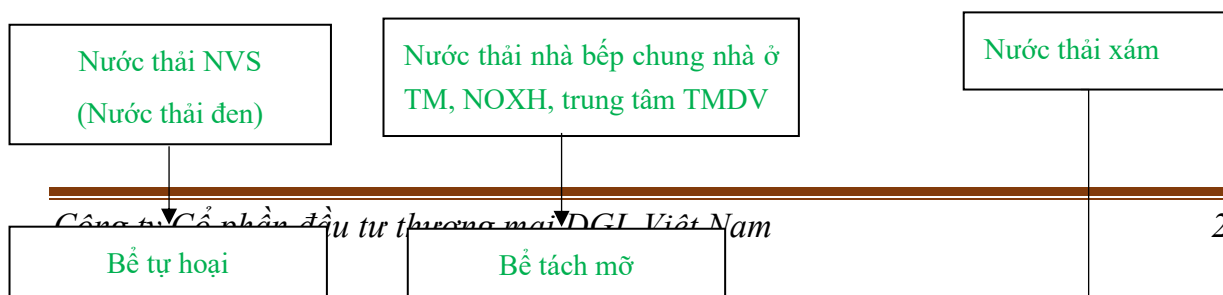 Nước thải NVS
(Nước thải đen)
Nước thải nhà bếp chung nhà ở
TM, NOXH, trung tâm TMDV
Nước thải xám
Công ty Cổ phần đầu tư thương mại DGL Việt Nam 2
Bể tự hoại
Bể tách mỡ